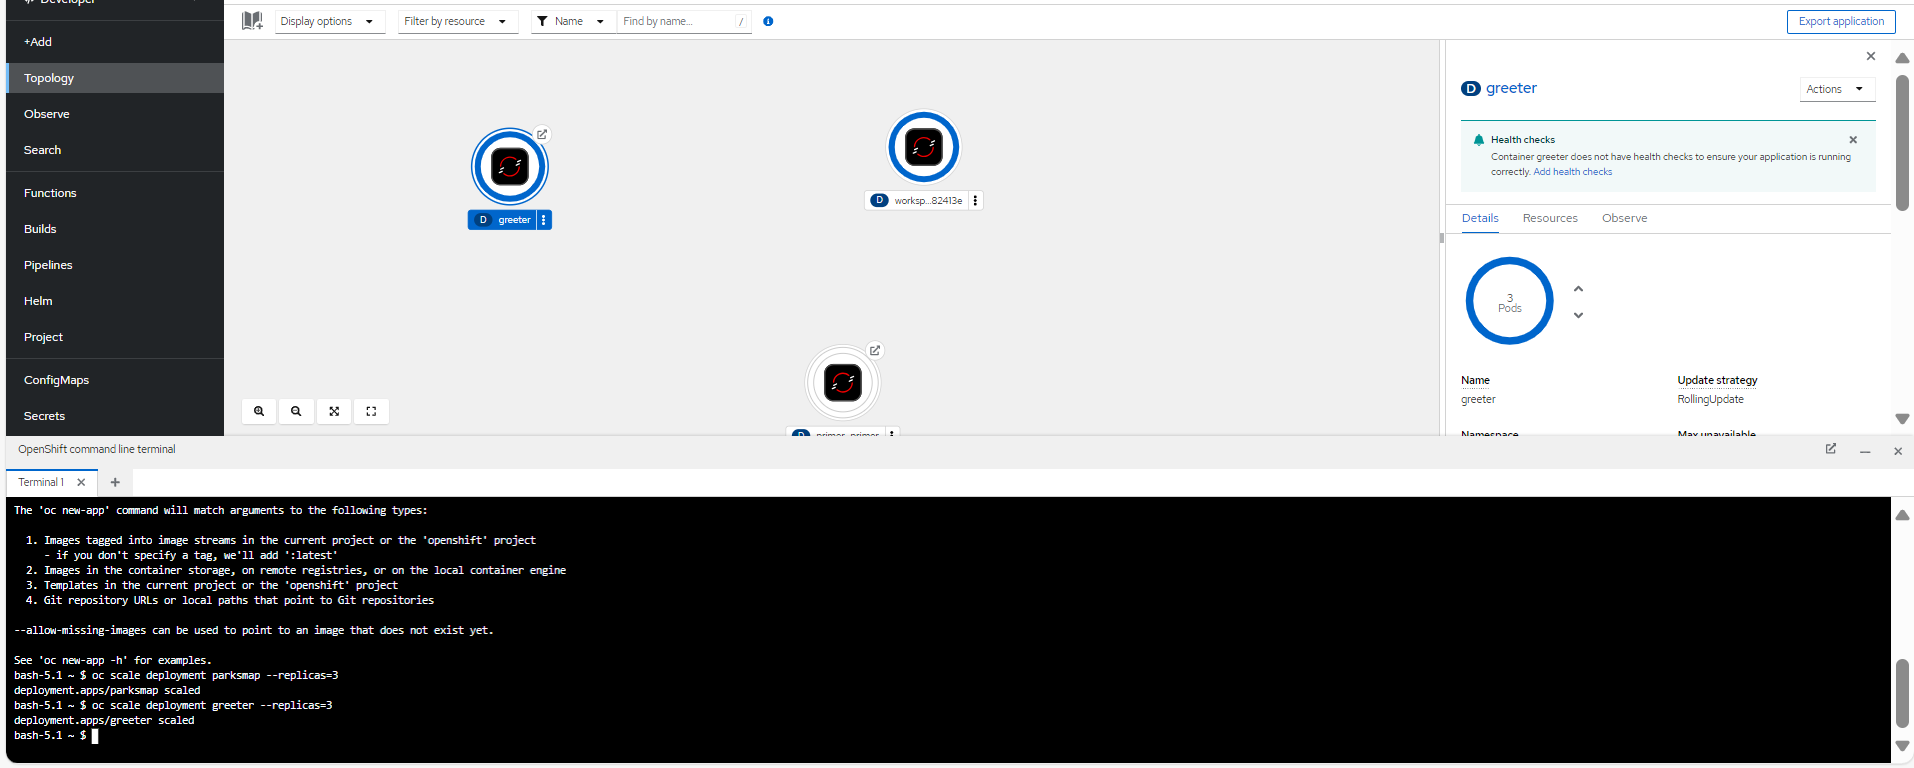 Developer
+Add
Topology
Observe
Search
Functions
Builds
Pipelines
Helm
Project
ConfigMaps
Secrets
Display options
Filter by resource
Name
Find by name...
/
Export application
D greeter
D worksp...82413e
D primer-primer
D greeter
Actions
Health checks
Container greeter does not have health checks to ensure your application is running
correctly. Add health checks
Details Resources Observe
3
Pods
Name
greeter
Update strategy
RollingUpdate
Namespace
Max unavailable
OpenShift command line terminal
Terminal 1
The 'oc new-app' command will match arguments to the following types:
1. Images tagged into image streams in the current project or the 'openshift' project
- if you don't specify a tag, we'll add ':latest'
2. Images in the container storage, on remote registries, or on the local container engine
3. Templates in the current project or the 'openshift' project
4. Git repository URLs or local paths that point to Git repositories
--allow-missing-images can be used to point to an image that does not exist yet.
See 'oc new-app -h' for examples.
bash-5.1 ~ $ oc scale deployment parksmap --replicas=3
deployment.apps/parksmap scaled
bash-5.1 ~ $ oc scale deployment greeter --replicas=3
deployment.apps/greeter scaled
bash-5.1 ~ $